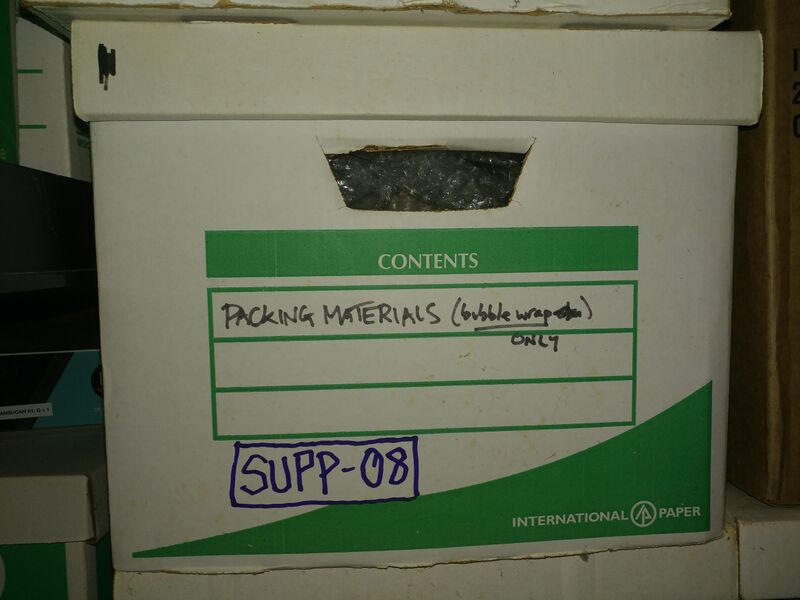 CONTENTS
PACKING MATERIALS (bubble wrap)
ONLY
SUPP-08
INTERNATIONAL PAPER